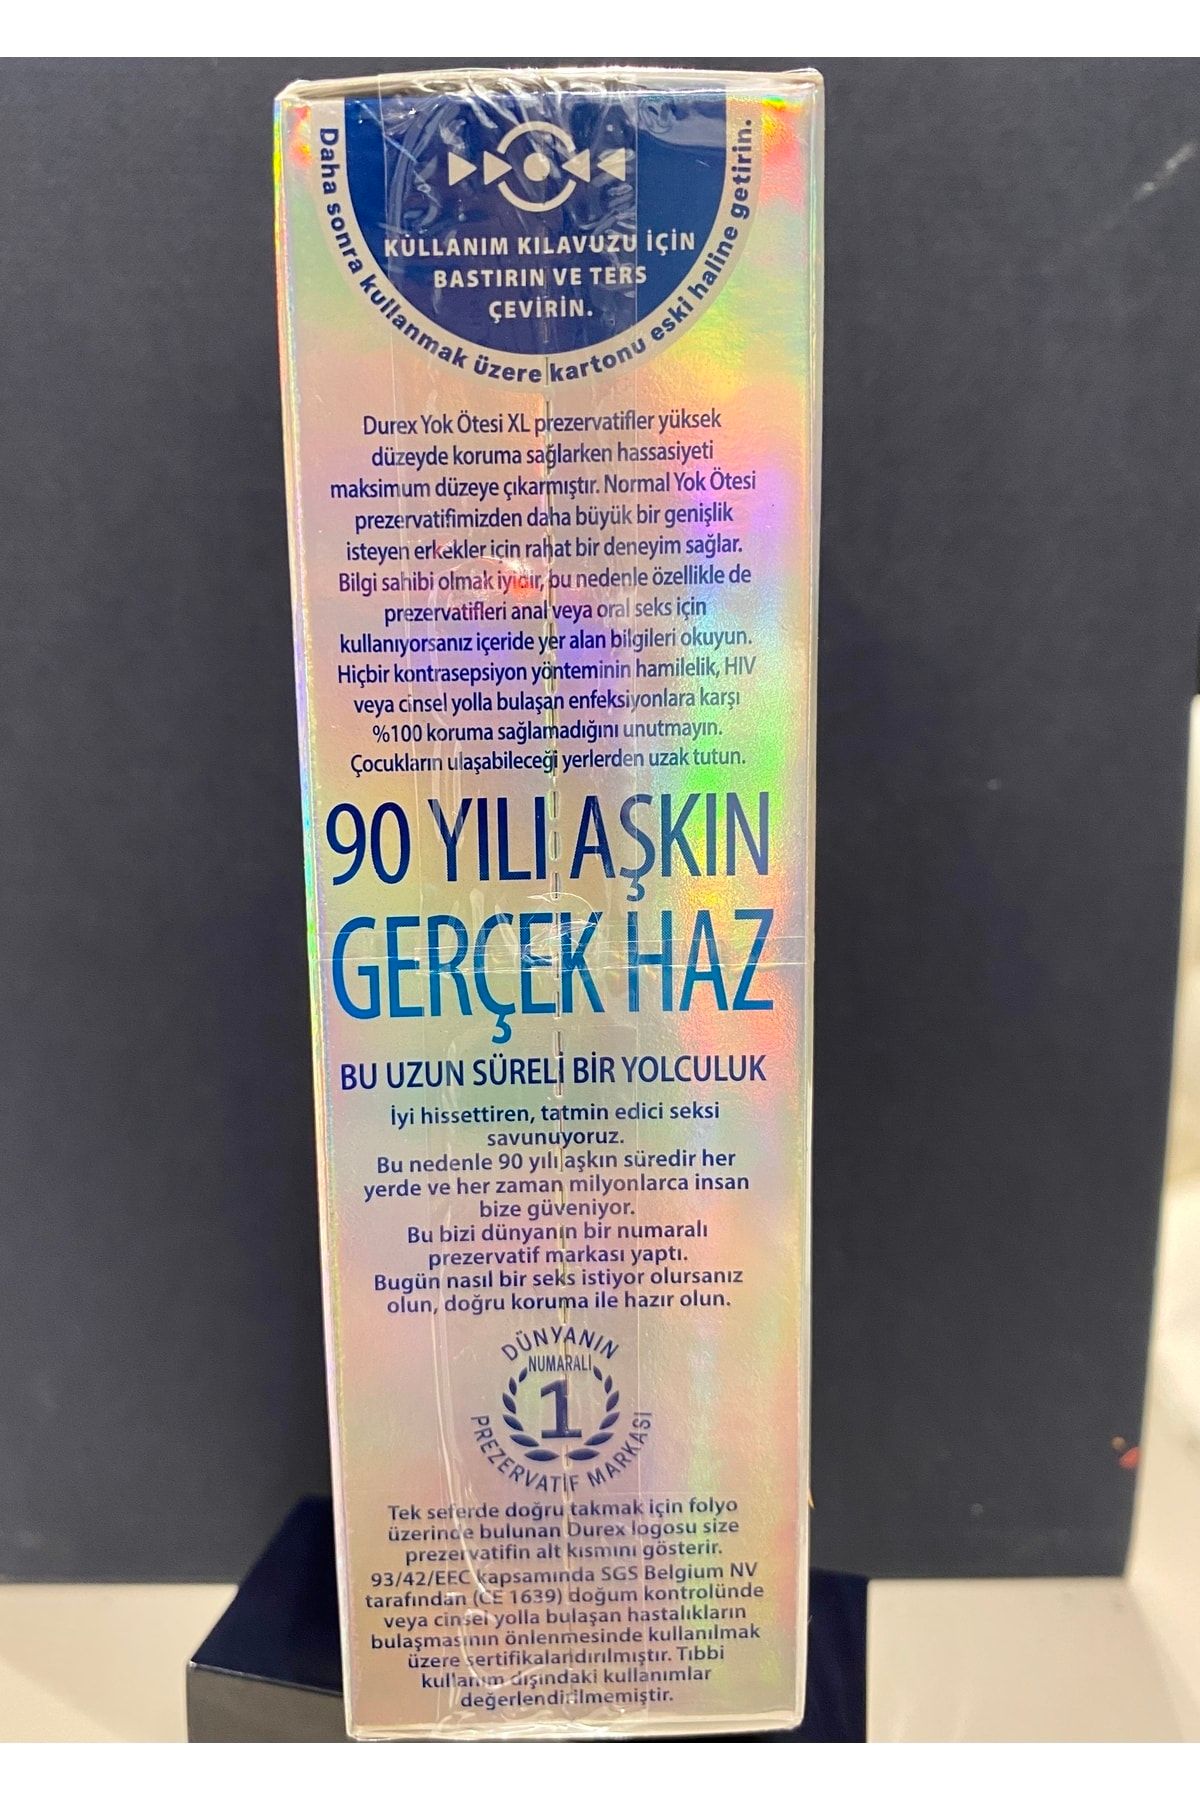 KULLANIM KILAVUZU İÇİN
BASTIRIN VE TERS
ÇEVİRİN.
Daha sonra kullanmak üzere kartonu eski haline getirin.
Durex Yok Ötesi XL prezervatifler yüksek
düzeyde koruma sağlarken hassasiyeti
maksimum düzeye çıkarmıştır. Normal Yok Ötesi
prezervatifimizden daha büyük bir genişlik
isteyen erkekler için rahat bir deneyim sağlar.
Bilgi sahibi olmak iyidir, bu nedenle özellikle de
prezervatifleri anal veya oral seks için
kullanıyorsanız içeride yer alan bilgileri okuyun.
Hiçbir kontrasepsiyon yönteminin hamilelik, HIV
veya cinsel yolla bulaşan enfeksiyonlara karşı
%100 koruma sağlamadığını unutmayın.
Çocukların ulaşabileceği yerlerden uzak tutun.
90 YILI AŞKIN
GERÇEK HAZ
BU UZUN SÜRELİ BİR YOLCULUK
İyi hissettiren, tatmin edici seksi
savunuyoruz.
Bu nedenle 90 yılı aşkın süredir her
yerde ve her zaman milyonlarca insan
bize güveniyor.
Bu bizi dünyanın bir numaralı
prezervatif markası yaptı.
Bugün nasıl bir seks istiyor olursanız
olun, doğru koruma ile hazır olun.
DÜNYANIN
NUMARALI
1
PREZERVATİF MARKASI
Tek seferde doğru takmak için folyo
üzerinde bulunan Durex logosu size
prezervatifin alt kısmını gösterir.
93/42/EEC kapsamında SGS Belgium NV
tarafından (CE 1639) doğum kontrolünde
veya cinsel yolla bulaşan hastalıkların
bulaşmasının önlenmesinde kullanılmak
üzere sertifikalandırılmıştır. Tıbbi
kullanım dışındaki kullanımlar
değerlendirilmemiştir.